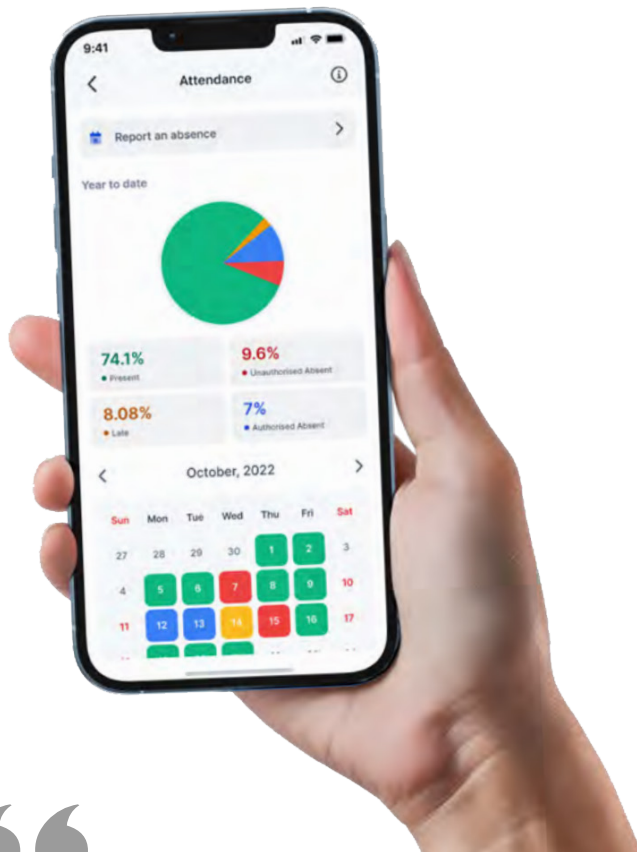 9:41
Attendance
Report an absence
Year to date
74.1%
Present
9.6%
Unauthorised Absent
8.08%
Late
7%
Authorised Absent
October, 2022
Sun Mon Tue Wed Thu Fri Sat
27 28 29 30 1 2 3
4 5 6 7 8 9 10
11 12 13 14 15 16 17
“